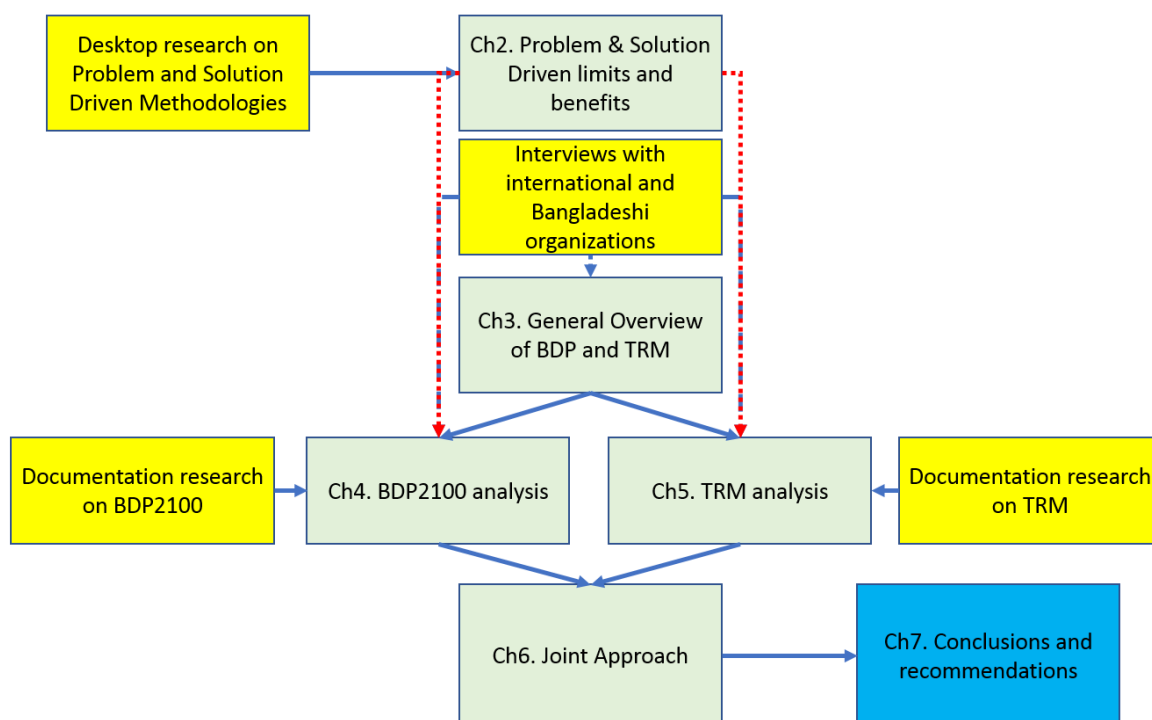 Desktop research on
Problem and Solution
Driven Methodologies
Ch2. Problem & Solution
Driven limits and
benefits
Interviews with
international and
Bangladeshi
organizations
Ch3. General Overview
of BDP and TRM
Documentation research
on BDP2100
Ch4. BDP2100 analysis
Ch5. TRM analysis
Documentation research
on TRM
Ch6. Joint Approach
Ch7. Conclusions and
recommendations